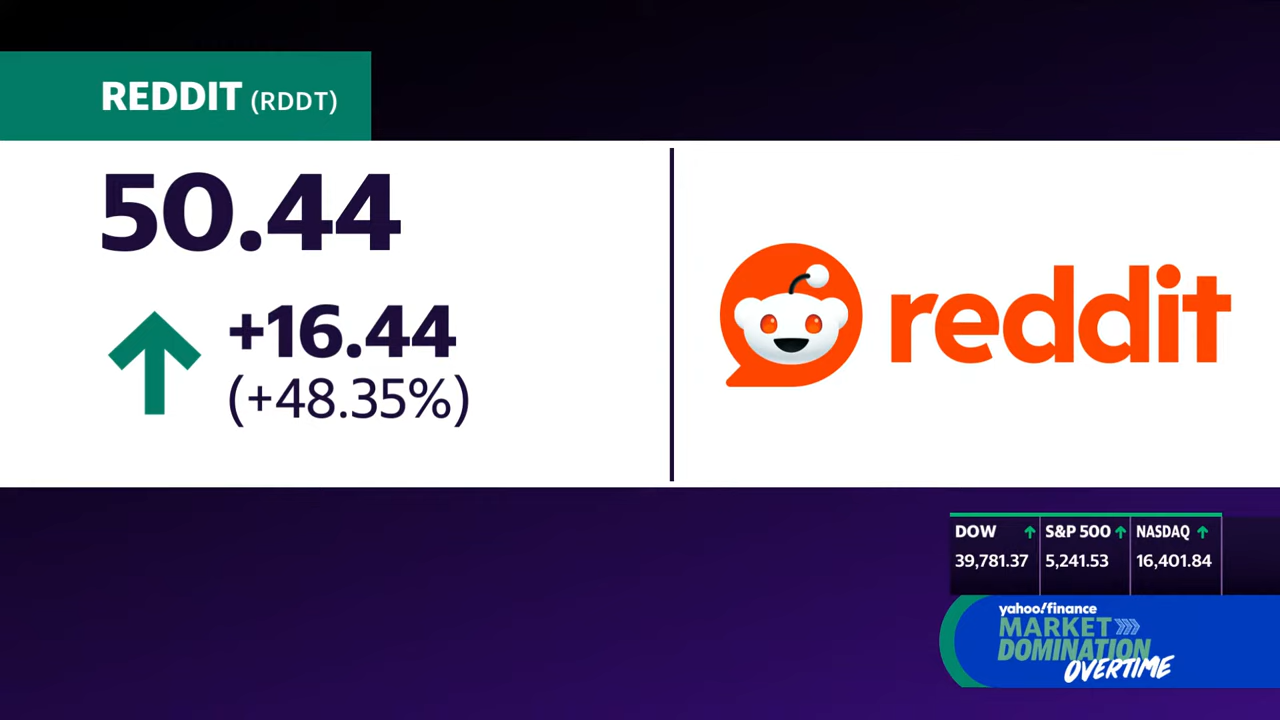 REDDIT (RDDT)
50.44
+16.44
(+48.35%)
reddit
DOW S&P 500 NASDAQ
39,781.37 5,241.53 16,401.84
yahoo!finance
MARKET
DOMINATION
OVERTIME